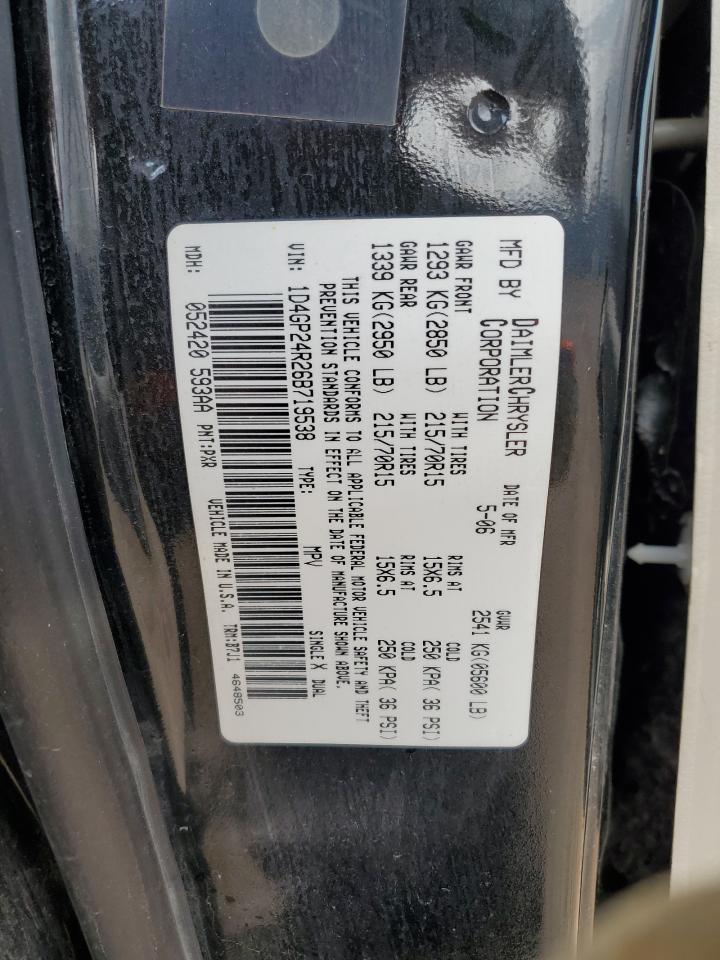 MFD BY DAIMLERCHRYSLER CORPORATION DATE OF MFR 5-06 GVWR 2541 KG(05600 LB)
GAWR FRONT WITH TIRES RIMS AT COLD
1293 KG(2850 LB) 215/70R15 15X6.5 250 KPA( 36 PSI)
GAWR REAR WITH TIRES RIMS AT COLD
1339 KG(2950 LB) 215/70R15 15X6.5 250 KPA( 36 PSI)
THIS VEHICLE CONFORMS TO ALL APPLICABLE FEDERAL MOTOR VEHICLE SAFETY AND THEFT
PREVENTION STANDARDS IN EFFECT ON THE DATE OF MANUFACTURE SHOWN ABOVE.
VIN: 1D4GP24R26B719538 TYPE: MPV SINGLE X DUAL
MDH: 052420 593AA PNT:PXR VEHICLE MADE IN U.S.A. TRM:B7J1 4648503